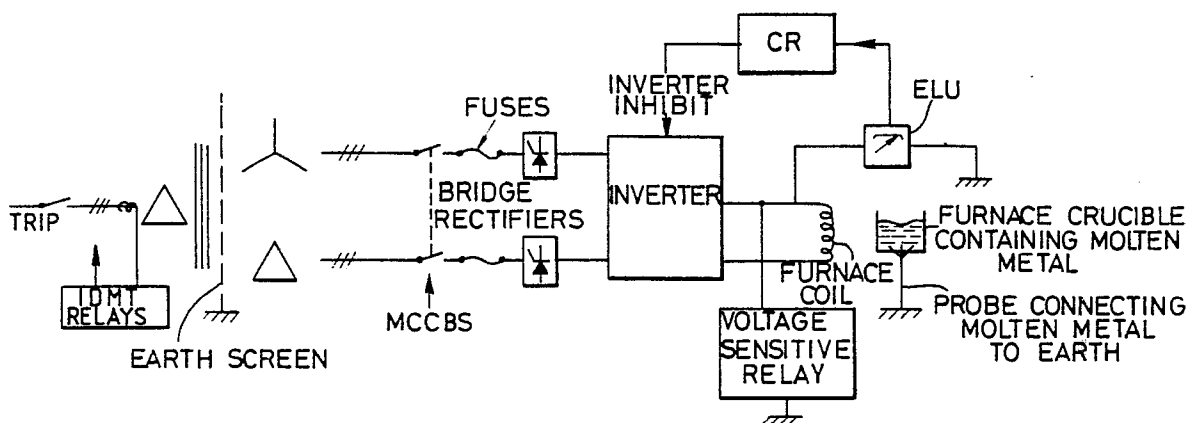 CR
INVERTER
INHIBIT
ELU
FUSES
TRIP
BRIDGE
RECTIFIERS
INVERTER
IDMT
RELAYS
EARTH SCREEN
MCCBS
FURNACE
COIL
FURNACE CRUCIBLE
CONTAINING MOLTEN
METAL
VOLTAGE
SENSITIVE
RELAY
PROBE CONNECTING
MOLTEN METAL
TO EARTH